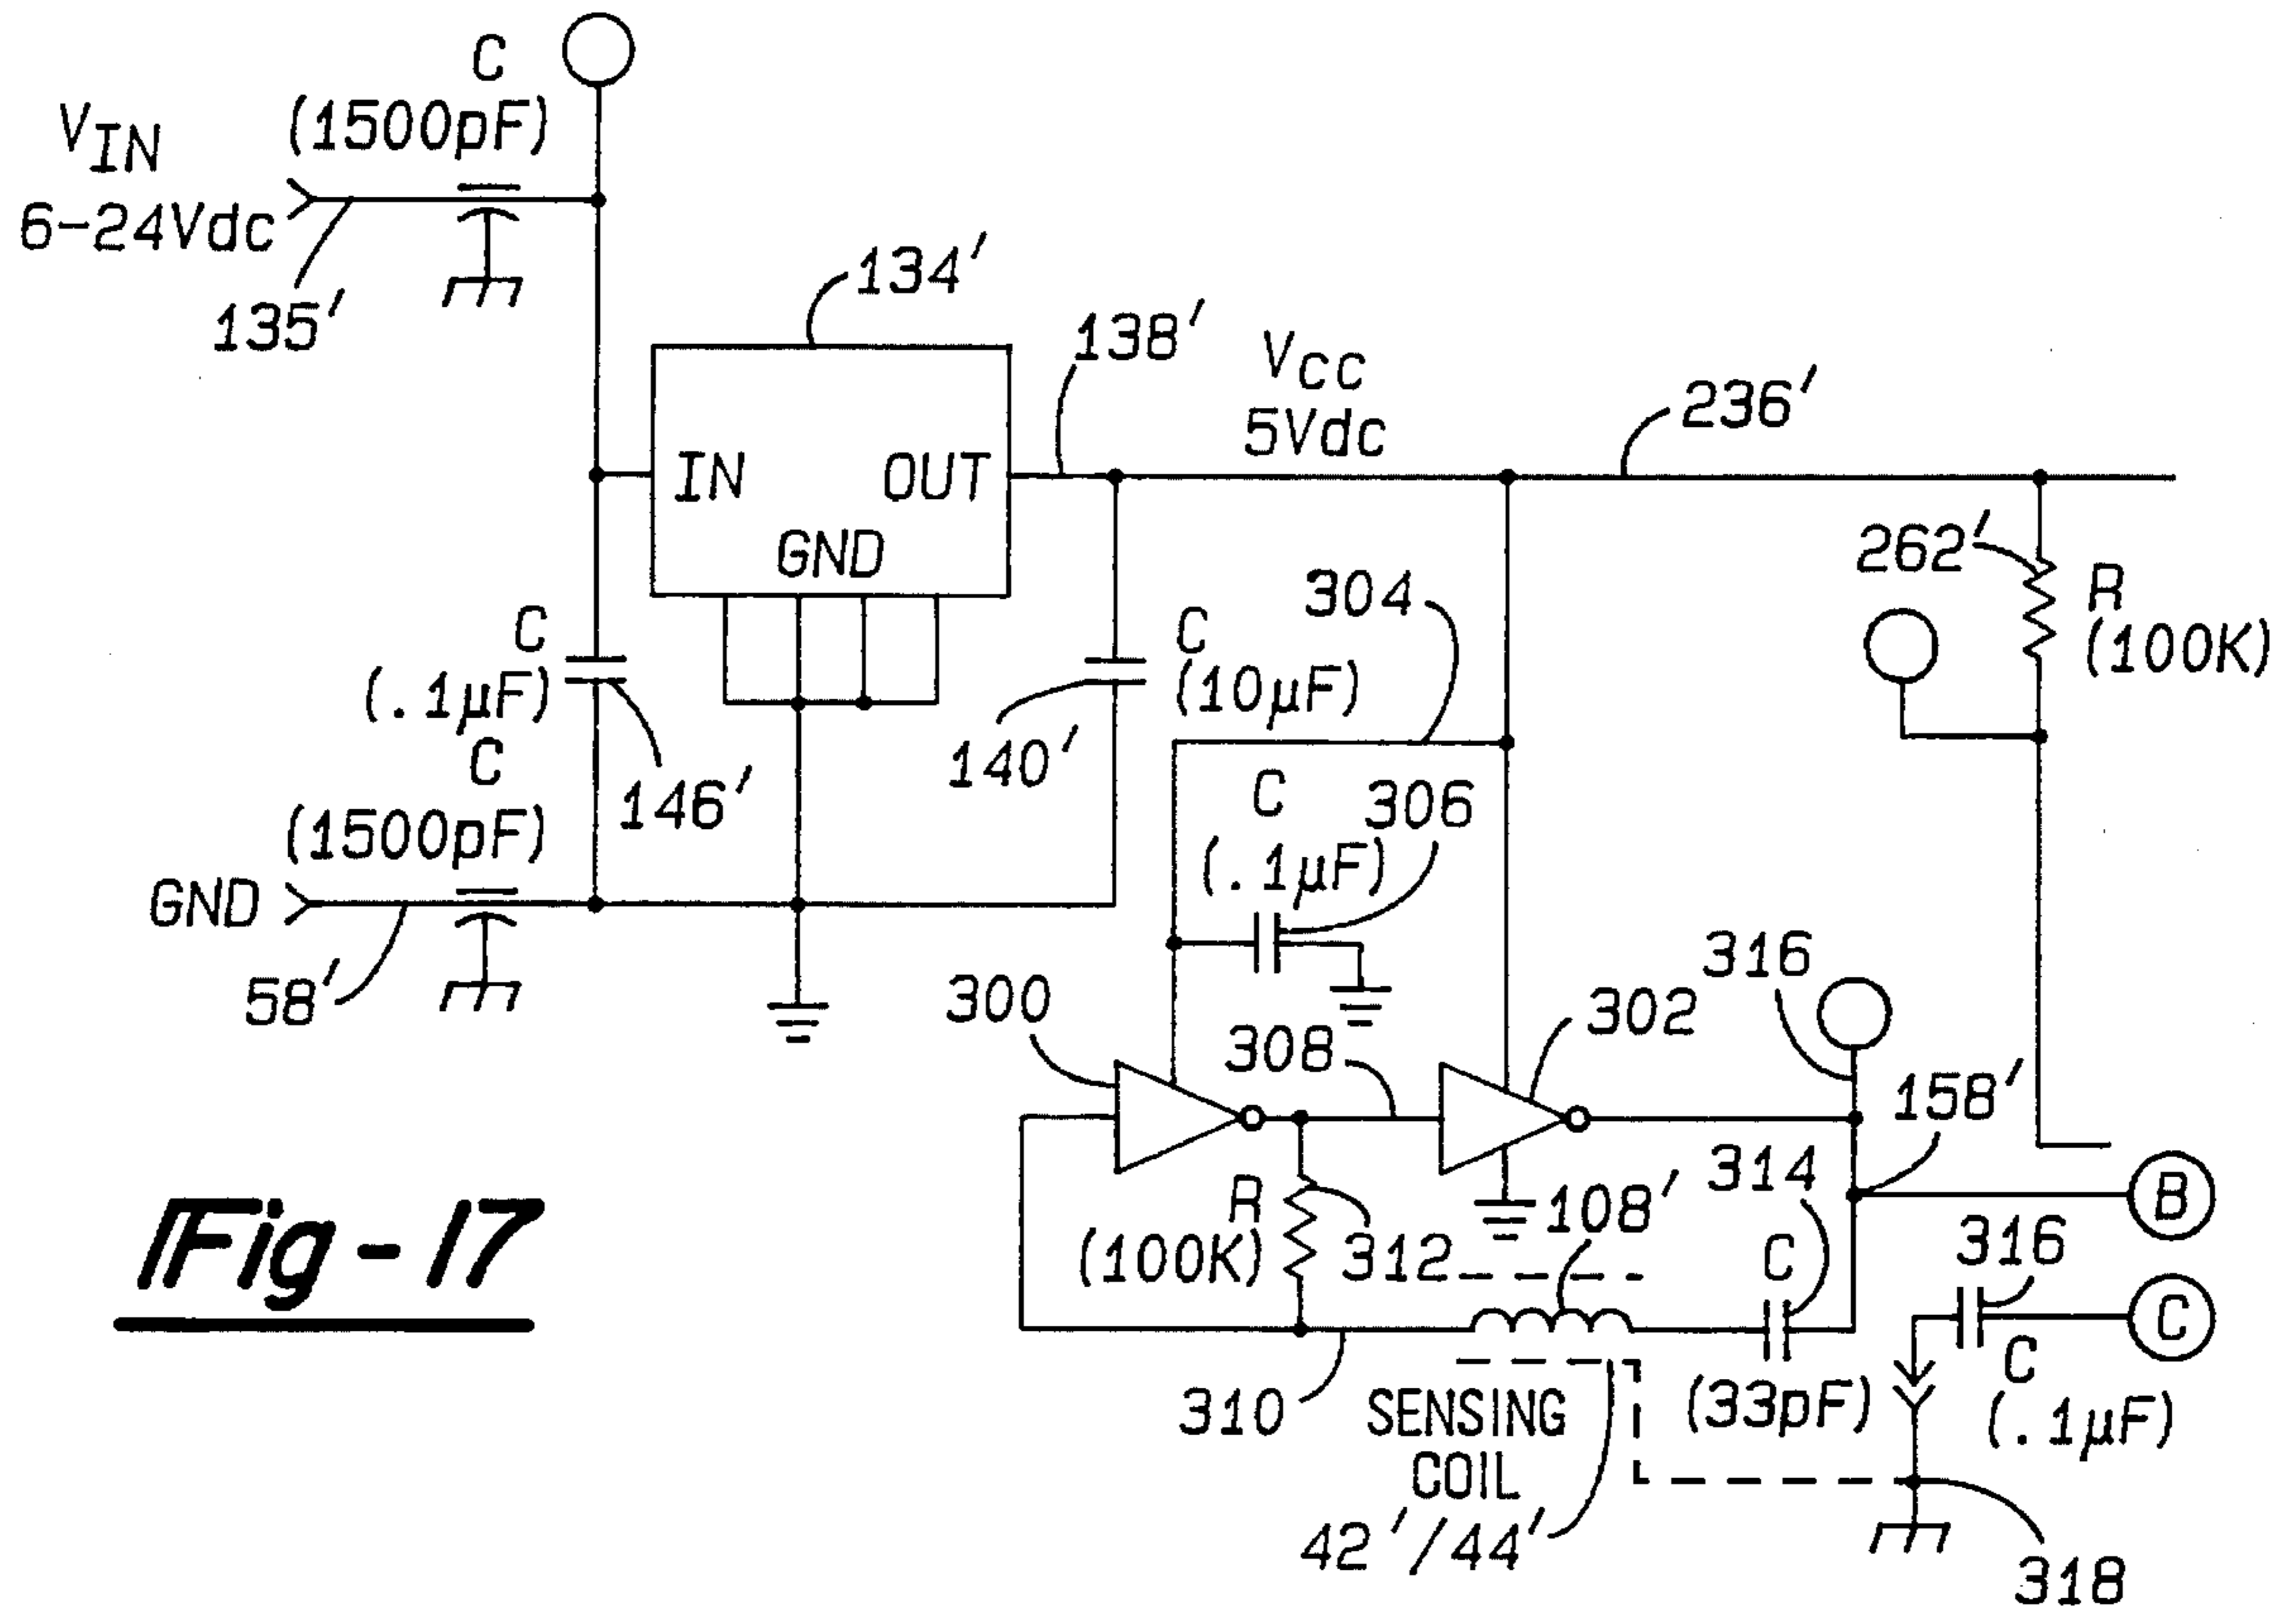 C
(1500pF)
VIN
6-24Vdc
135'
134'
138'
VCC
5Vdc
236'
IN
OUT
GND
262'
R
(100K)
304
C
(.1µF)
C
(10µF)
140'
146'
C
(1500pF)
C
306
(.1µF)
GND
58'
300
308
302
316
158'
314
R
(100K)
312
108'
C
B
316
C
310
SENSING
COIL
42'/44'
(33pF)
C
(.1µF)
318
Fig-17